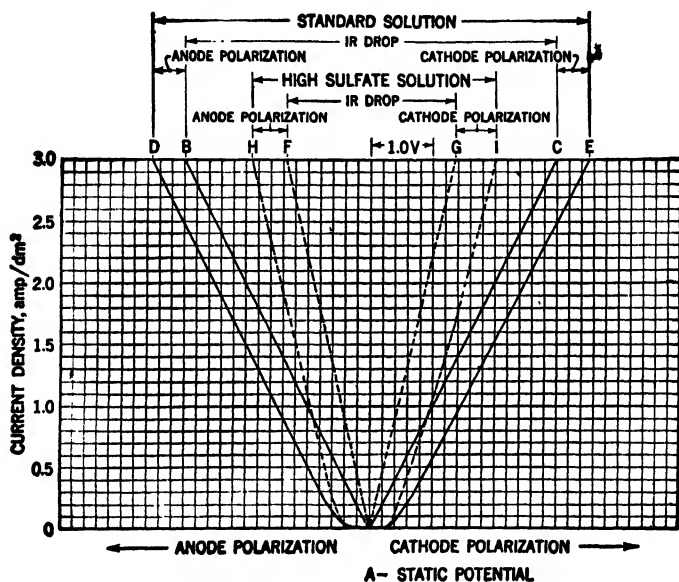 STANDARD SOLUTION
IR DROP
ANODE POLARIZATION CATHODE POLARIZATION
HIGH SULFATE SOLUTION
IR DROP
ANODE POLARIZATION CATHODE POLARIZATION
D B H F 1.0V G I C E
3.0
2.5
2.0
1.5
1.0
0.5
0
CURRENT DENSITY, amp/dm²
ANODE POLARIZATION CATHODE POLARIZATION
A- STATIC POTENTIAL